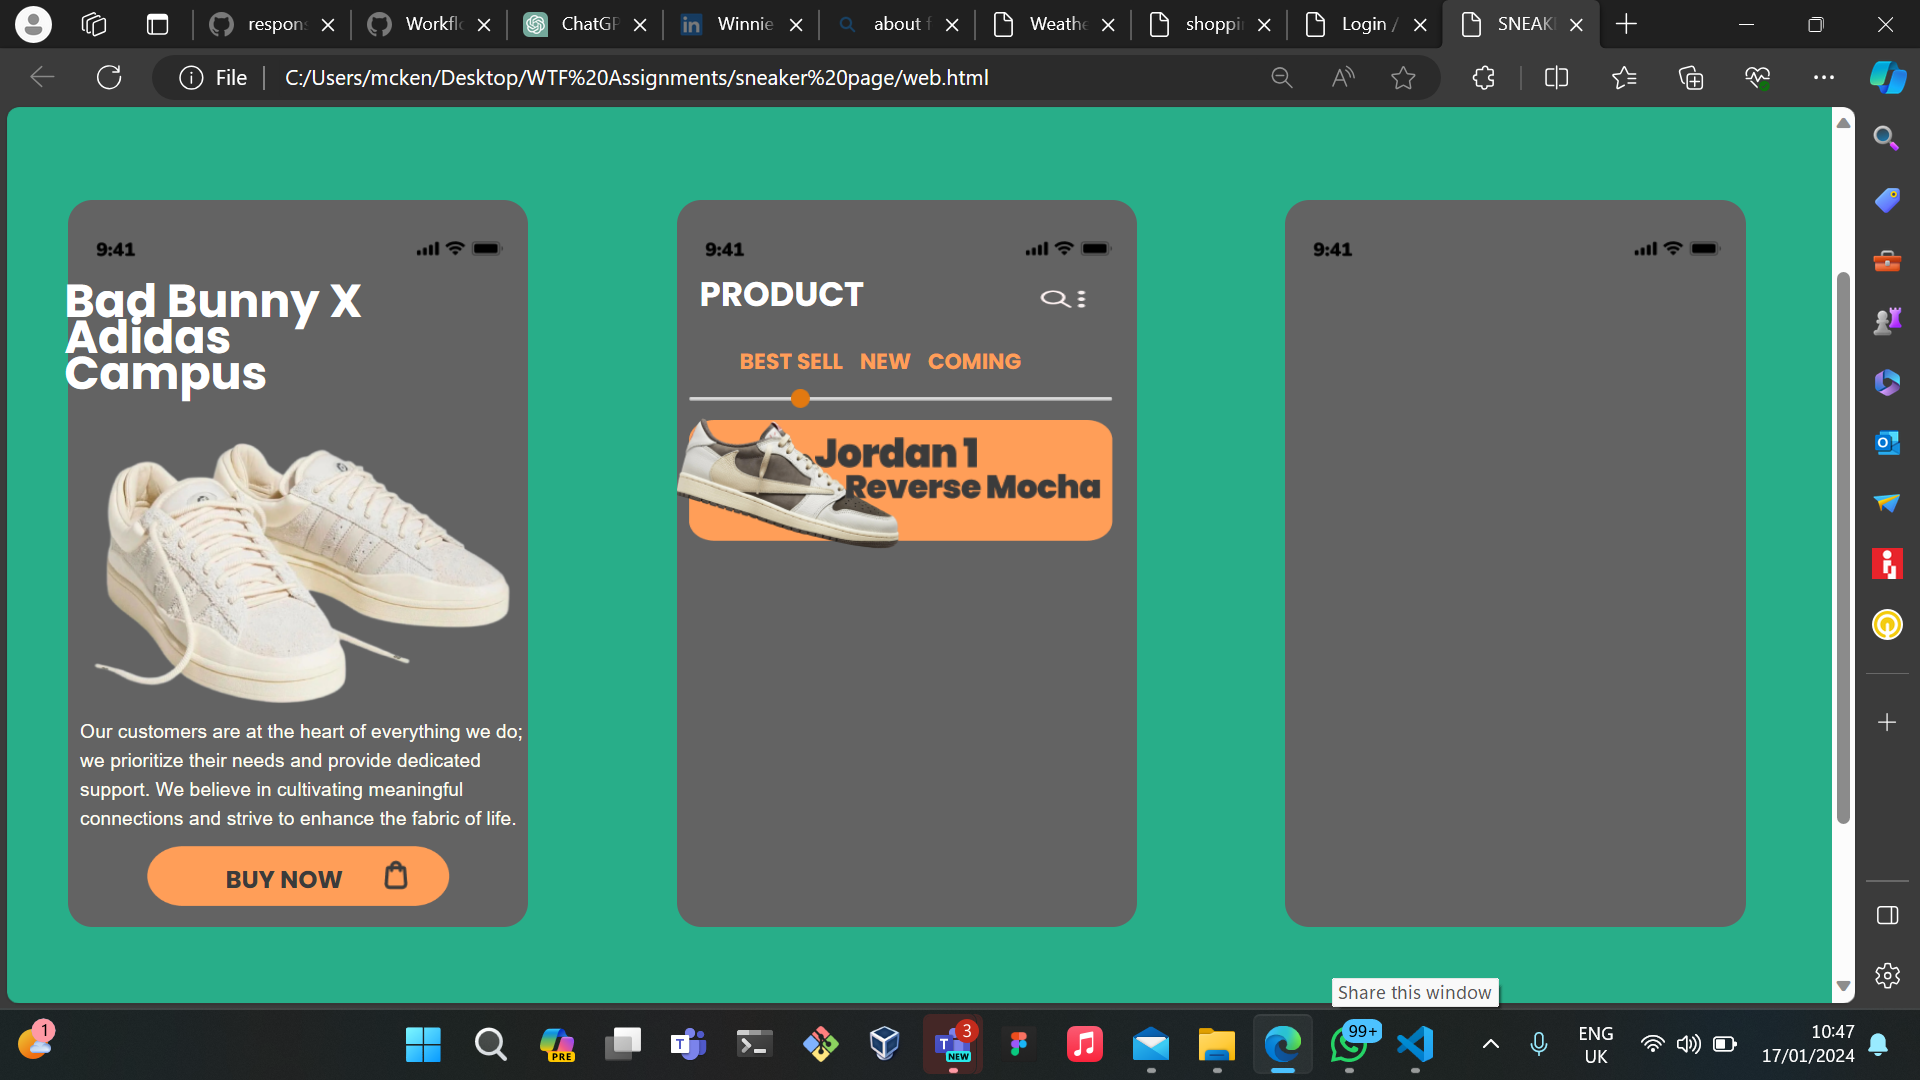 respon
Workflo
ChatGP
Winnie
about f
Weathe
shoppi
Login /
SNEAK
File
C:/Users/mcken/Desktop/WTF%20Assignments/sneaker%20page/web.html
9:41
Bad Bunny X
Adidas
Campus
Our customers are at the heart of everything we do;
we prioritize their needs and provide dedicated
support. We believe in cultivating meaningful
connections and strive to enhance the fabric of life.
BUY NOW
9:41
PRODUCT
BEST SELL NEW COMING
Jordan 1
Reverse Mocha
9:41
Share this window
1
PRE
T
T
3
NEW
99+
ENG
UK
10:47
17/01/2024